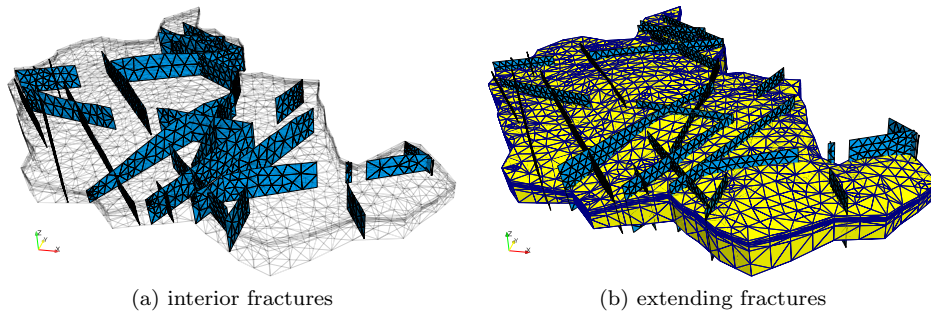 Z
Y
X
Z
Y
X
(a) interior fractures
(b) extending fractures